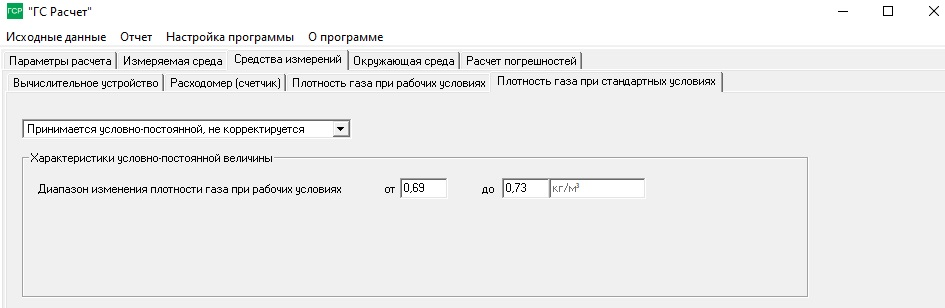 ГСР "ГС Расчет"
Исходные данные Отчет Настройка программы О программе
Параметры расчета Измеряемая среда Средства измерений Окружающая среда Расчет погрешностей
Вычислительное устройство Расходомер (счетчик) Плотность газа при рабочих условиях Плотность газа при стандартных условиях
Принимается условно-постоянной, не корректируется
Характеристики условно-постоянной величины
Диапазон изменения плотности газа при рабочих условиях от 0,69 до 0,73 кг/м³